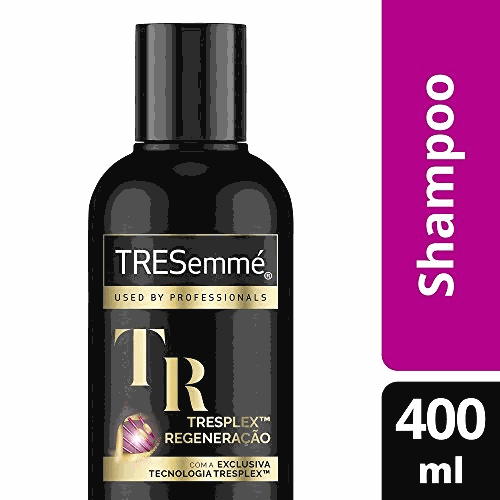 TRESemmé®
USED BY PROFESSIONALS
TR
TRESPLEX™
REGENERAÇÃO
COM A EXCLUSIVA
TECNOLOGIA TRESPLEX™
Shampoo
400
ml